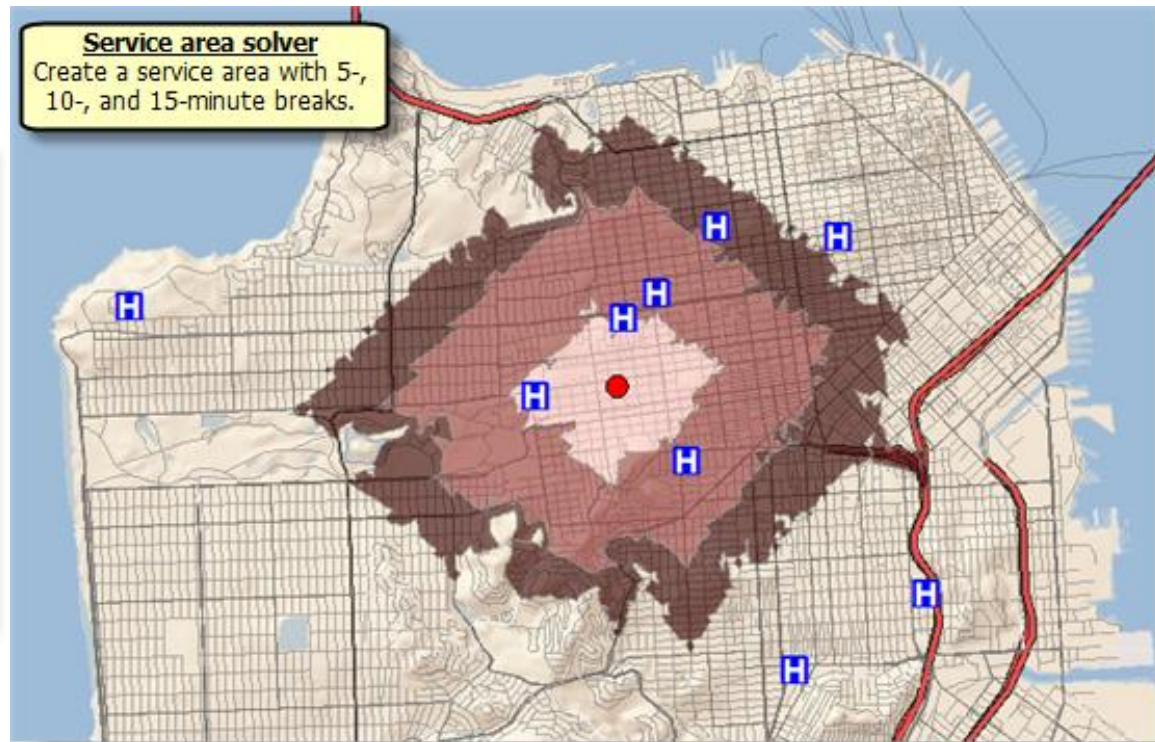 Service area solver
Create a service area with 5-,
10-, and 15-minute breaks.
H
H
H
H
H
H
H
H
H